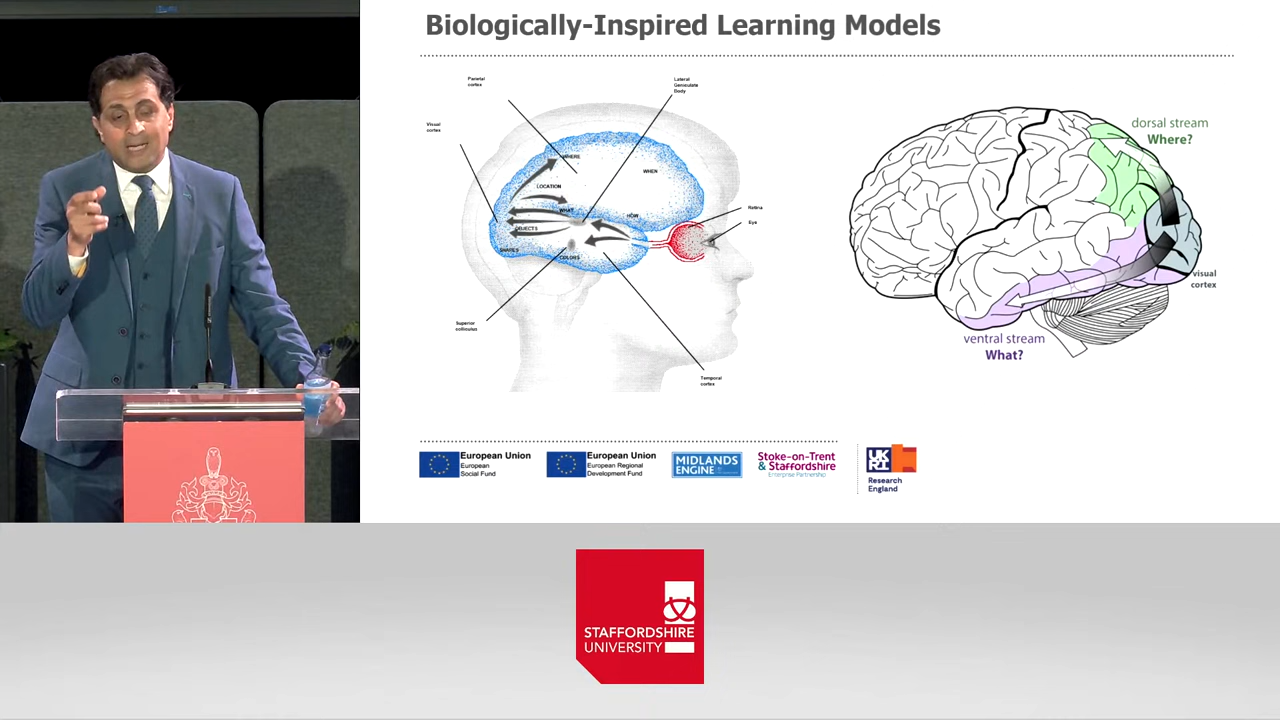 Biologically-Inspired Learning Models
Parietal
cortex
Lateral
Geniculate
Body
Visual
cortex
WHERE
WHEN
LOCATION
WHAT
HOW
OBJECTS
SHAPES
COLORS
Retina
Eye
Superior
colliculus
Temporal
cortex
dorsal stream
Where?
visual
cortex
ventral stream
What?
European Union
European
Social Fund
European Union
European Regional
Development Fund
MIDLANDS
ENGINE
Stoke-on-Trent
& Staffordshire
Enterprise Partnership
UK
RI
Research
England
STAFFORDSHIRE
UNIVERSITY